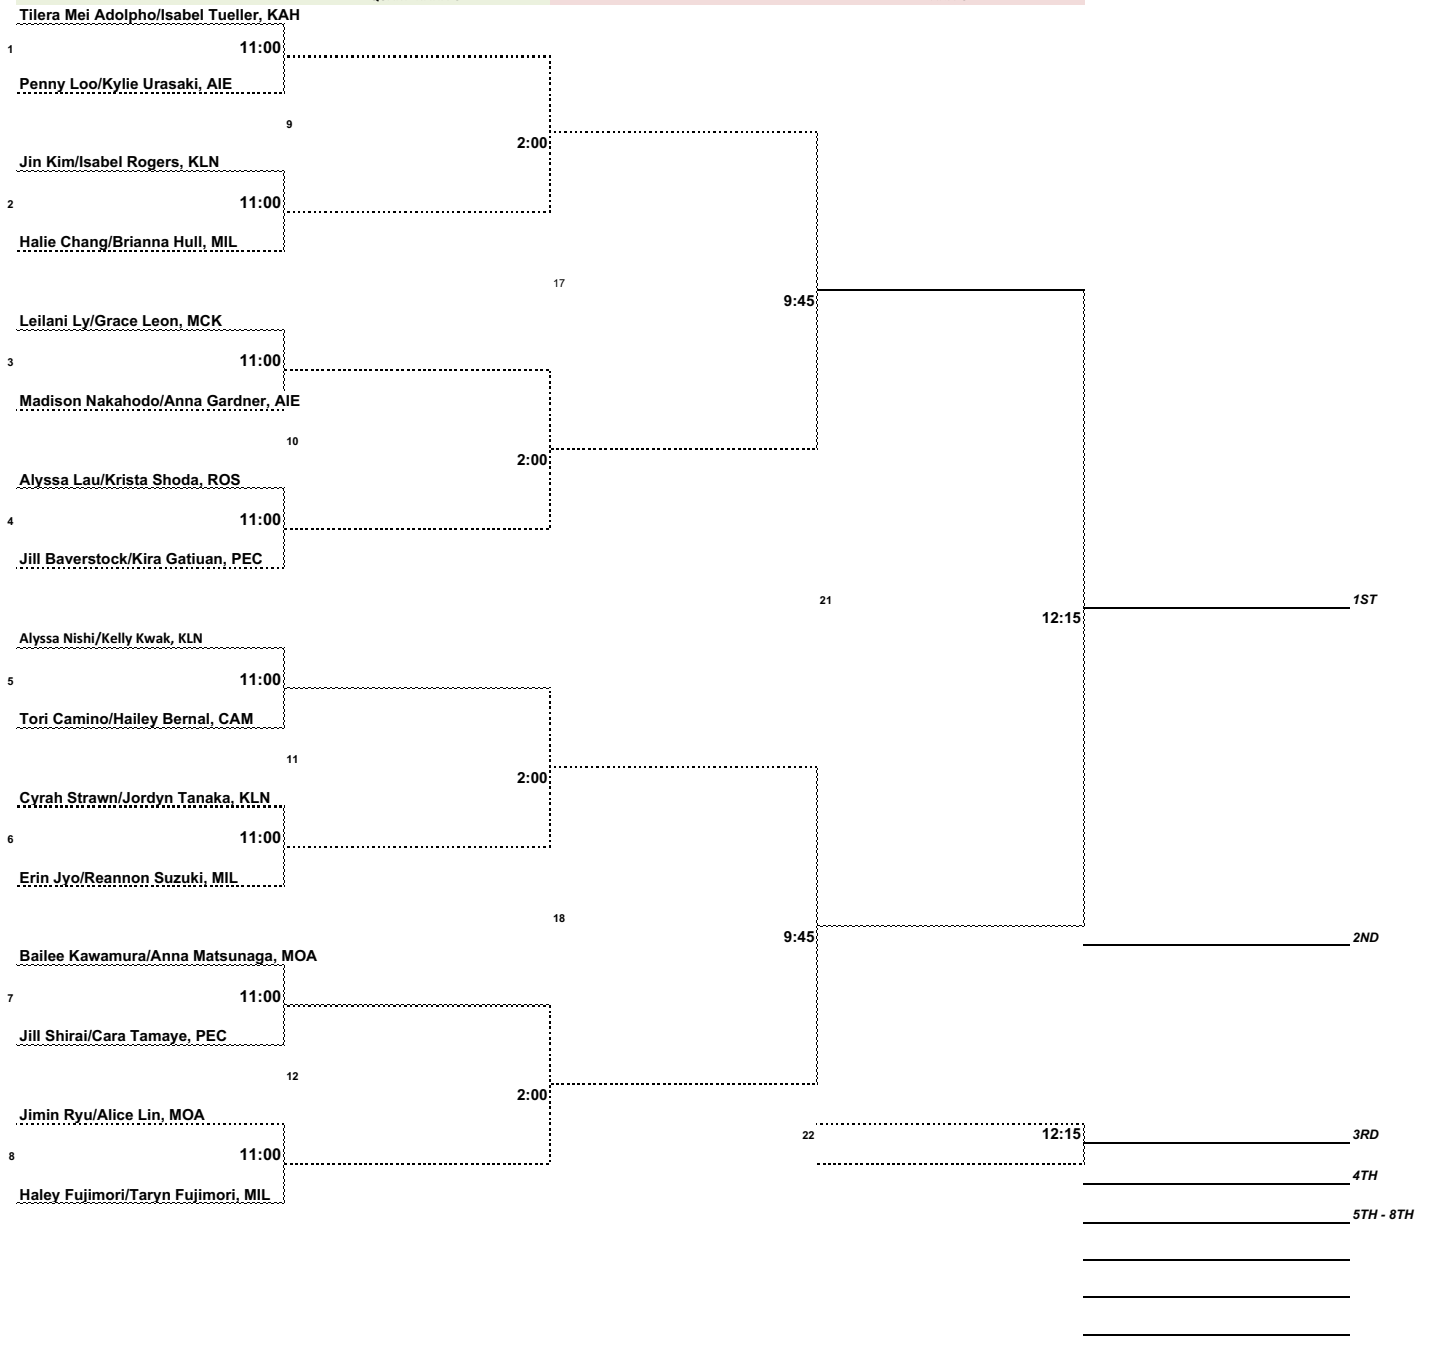 Tilera Mei Adolpho/Isabel Tueller, KAH
1 11:00
Penny Loo/Kylie Urasaki, AIE
9
2:00
Jin Kim/Isabel Rogers, KLN
2 11:00
Halie Chang/Brianna Hull, MIL
17
9:45
Leilani Ly/Grace Leon, MCK
3 11:00
Madison Nakahodo/Anna Gardner, AIE
10
2:00
Alyssa Lau/Krista Shoda, ROS
4 11:00
Jill Baverstock/Kira Gatiuan, PEC
21 1ST
12:15
Alyssa Nishi/Kelly Kwak, KLN
5 11:00
Tori Camino/Hailey Bernal, CAM
11
2:00
Cyrah Strawn/Jordyn Tanaka, KLN
6 11:00
Erin Jyo/Reannon Suzuki, MIL
18
9:45 2ND
Bailee Kawamura/Anna Matsunaga, MOA
7 11:00
Jill Shirai/Cara Tamaye, PEC
12
2:00
Jimin Ryu/Alice Lin, MOA
22 12:15 3RD
8 11:00
4TH
Haley Fujimori/Taryn Fujimori, MIL
5TH - 8TH